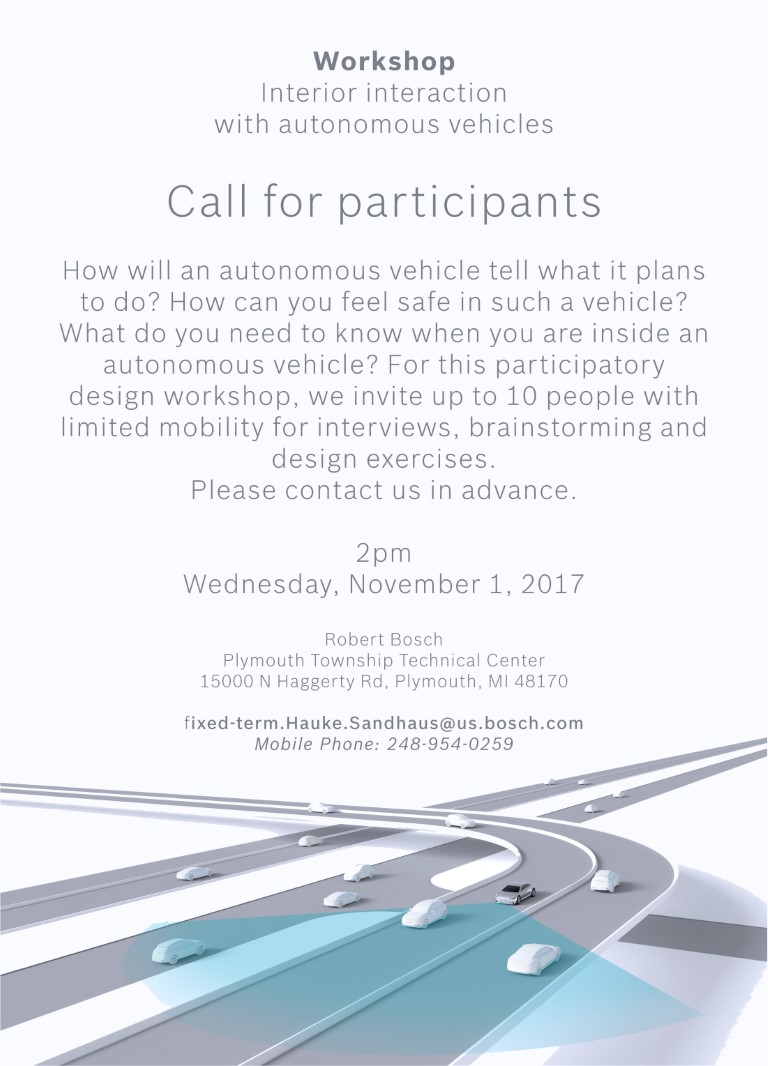 Workshop
Interior interaction
with autonomous vehicles
Call for participants
How will an autonomous vehicle tell what it plans
to do? How can you feel safe in such a vehicle?
What do you need to know when you are inside an
autonomous vehicle? For this participatory
design workshop, we invite up to 10 people with
limited mobility for interviews, brainstorming and
design exercises.
Please contact us in advance.
2pm
Wednesday, November 1, 2017
Robert Bosch
Plymouth Township Technical Center
15000 N Haggerty Rd, Plymouth, MI 48170
fixed-term.Hauke.Sandhaus@us.bosch.com
Mobile Phone: 248-954-0259